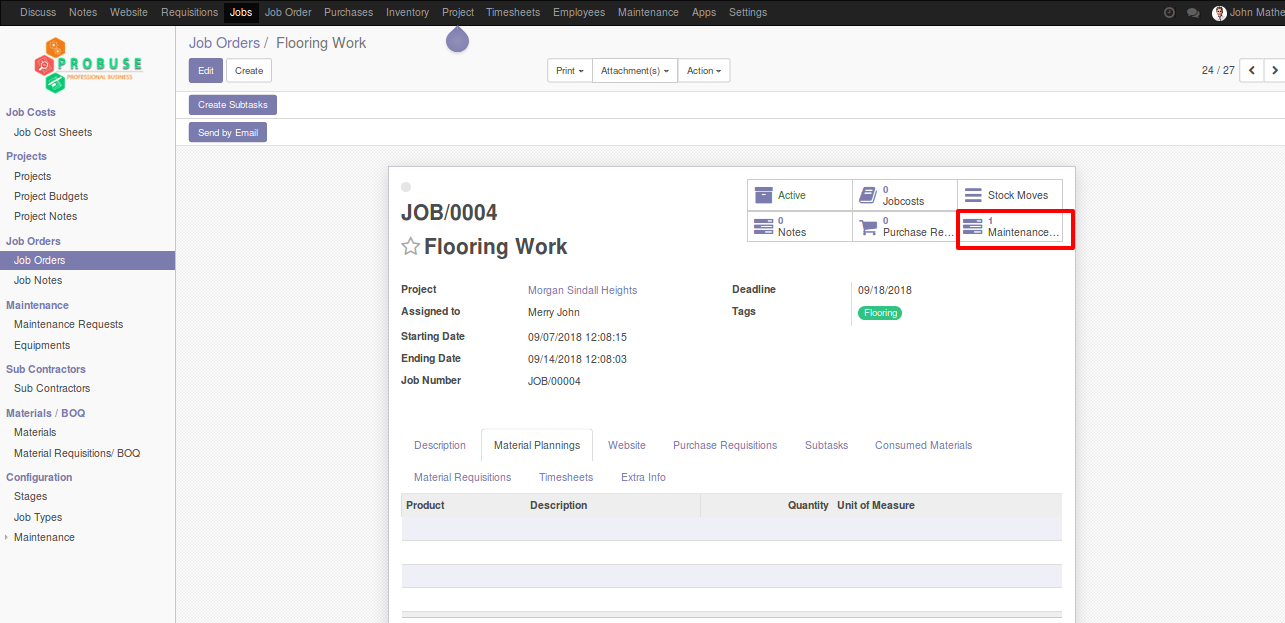 Discuss Notes Website Requisitions Jobs Job Order Purchases Inventory Project Timesheets Employees Maintenance Apps Settings John Mathe
PROBUSE
PROFESSIONAL BUSINESS
Job Costs
Job Cost Sheets
Projects
Projects
Project Budgets
Project Notes
Job Orders
Job Orders
Job Notes
Maintenance
Maintenance Requests
Equipments
Sub Contractors
Sub Contractors
Materials / BOQ
Materials
Material Requisitions/ BOQ
Configuration
Stages
Job Types
Maintenance
Job Orders / Flooring Work
Edit Create Print Attachment(s) Action 24 / 27
Create Subtasks
Send by Email
Active
0
Jobcosts
Stock Moves
0
Notes
0
Purchase Re...
1
Maintenance...
JOB/0004
Flooring Work
Project Morgan Sindall Heights Deadline 09/18/2018
Assigned to Merry John Tags Flooring
Starting Date 09/07/2018 12:08:15
Ending Date 09/14/2018 12:08:03
Job Number JOB/00004
Description Material Plannings Website Purchase Requisitions Subtasks Consumed Materials
Material Requisitions Timesheets Extra Info
Product Description Quantity Unit of Measure